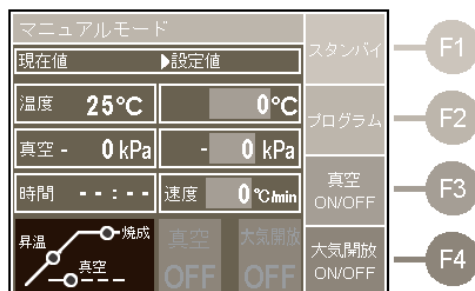 マニュアルモード
現在値 ▶設定値
温度 25℃ 0℃
真空 - 0 kPa - 0 kPa
時間 --:-- 速度 0 ℃/min
昇温 焼成
真空
真空 OFF
大気開放 OFF
スタンバイ
プログラム
真空
ON/OFF
大気開放
ON/OFF
F1
F2
F3
F4